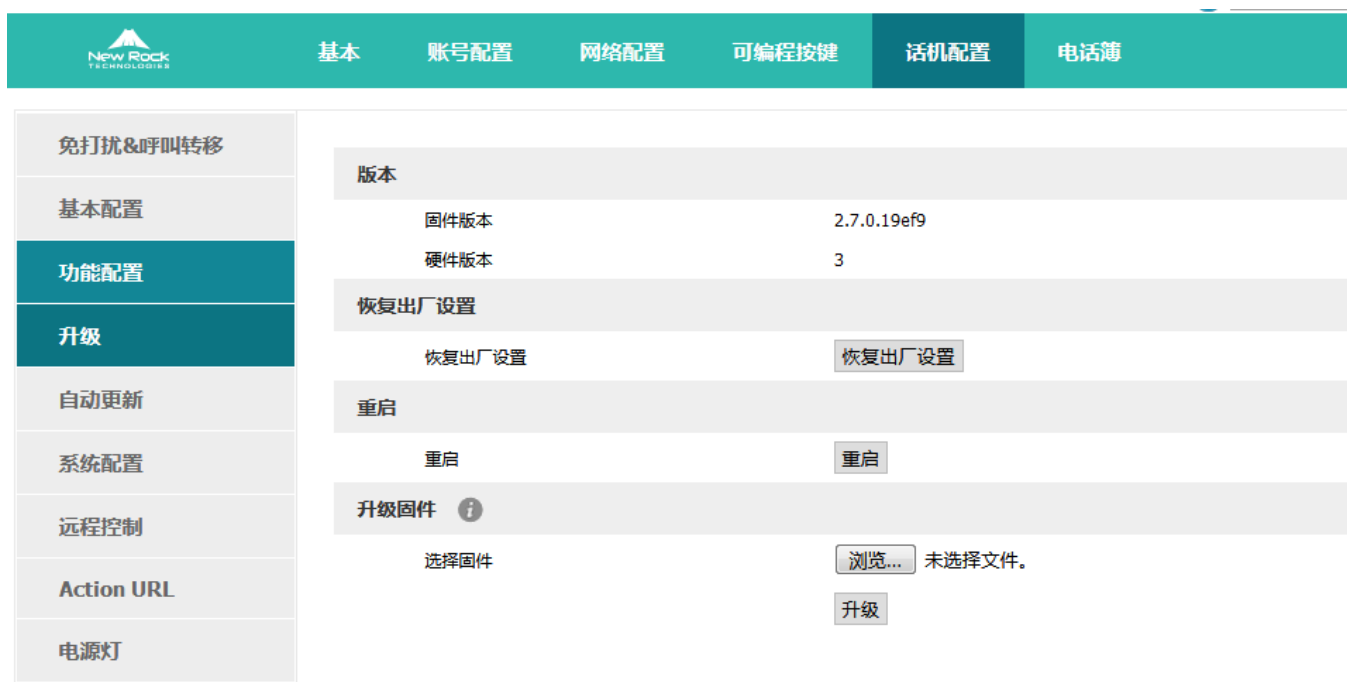 New Rock
TECHNOLOGIES
基本 账号配置 网络配置 可编程按键 话机配置 电话簿
免打扰&呼叫转移
基本配置
功能配置
升级
自动更新
系统配置
远程控制
Action URL
电源灯
版本
固件版本 2.7.0.19ef9
硬件版本 3
恢复出厂设置
恢复出厂设置 恢复出厂设置
重启
重启 重启
升级固件 i
选择固件 浏览... 未选择文件。
升级